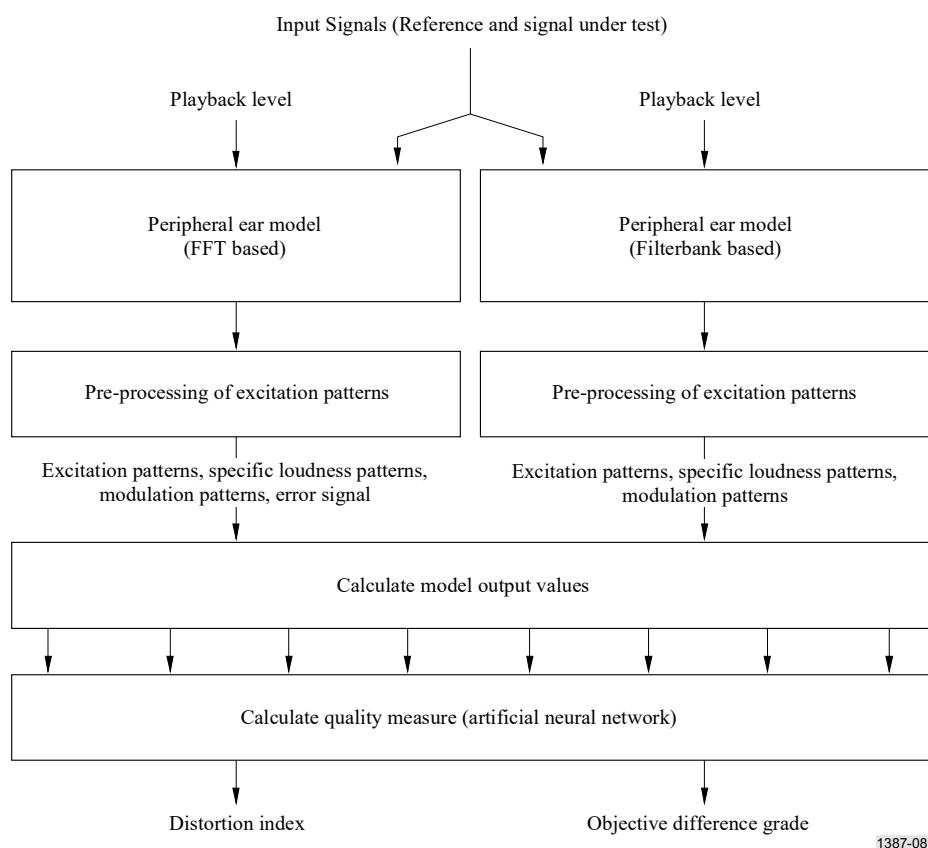 Input Signals (Reference and signal under test)
Playback level
Playback level
Peripheral ear model
(FFT based)
Peripheral ear model
(Filterbank based)
Pre-processing of excitation patterns
Pre-processing of excitation patterns
Excitation patterns, specific loudness patterns,
modulation patterns, error signal
Excitation patterns, specific loudness patterns,
modulation patterns
Calculate model output values
Calculate quality measure (artificial neural network)
Distortion index
Objective difference grade
1387-08